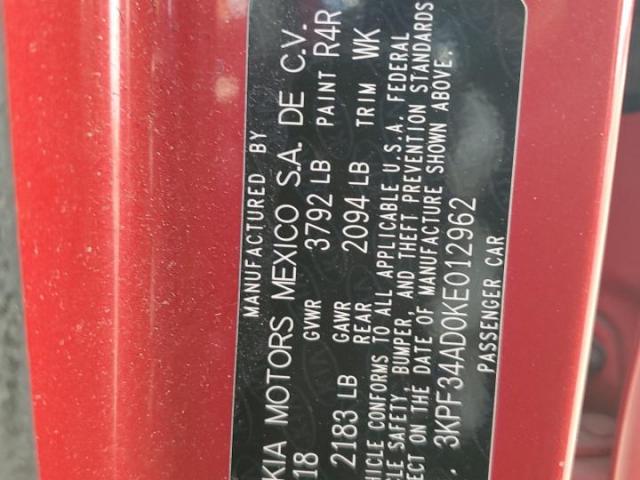 MANUFACTURED BY
KIA MOTORS MEXICO S.A. DE C.V.
18 GVWR 3792 LB PAINT R4R
2183 LB GAWR REAR 2094 LB TRIM WK
HICLE CONFORMS TO ALL APPLICABLE U.S.A. FEDERAL
CLE SAFETY, BUMPER, AND THEFT PREVENTION STANDARDS
ECT ON THE DATE OF MANUFACTURE SHOWN ABOVE.
3KPF34AD0KE012962
PASSENGER CAR